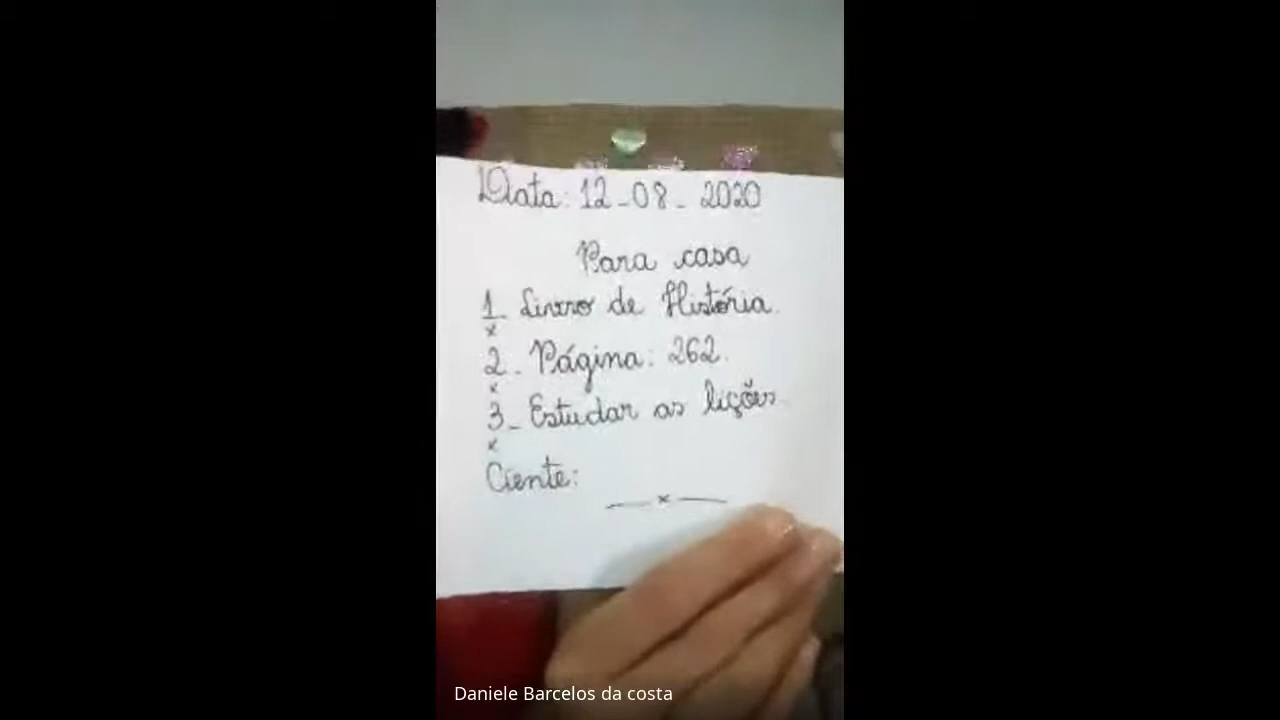 Data: 12-08-2020
Para casa
1- Livro de História.
x
2- Página: 262.
x
3- Estudar as lições.
x
Ciente:
—x—
Daniele Barcelos da costa